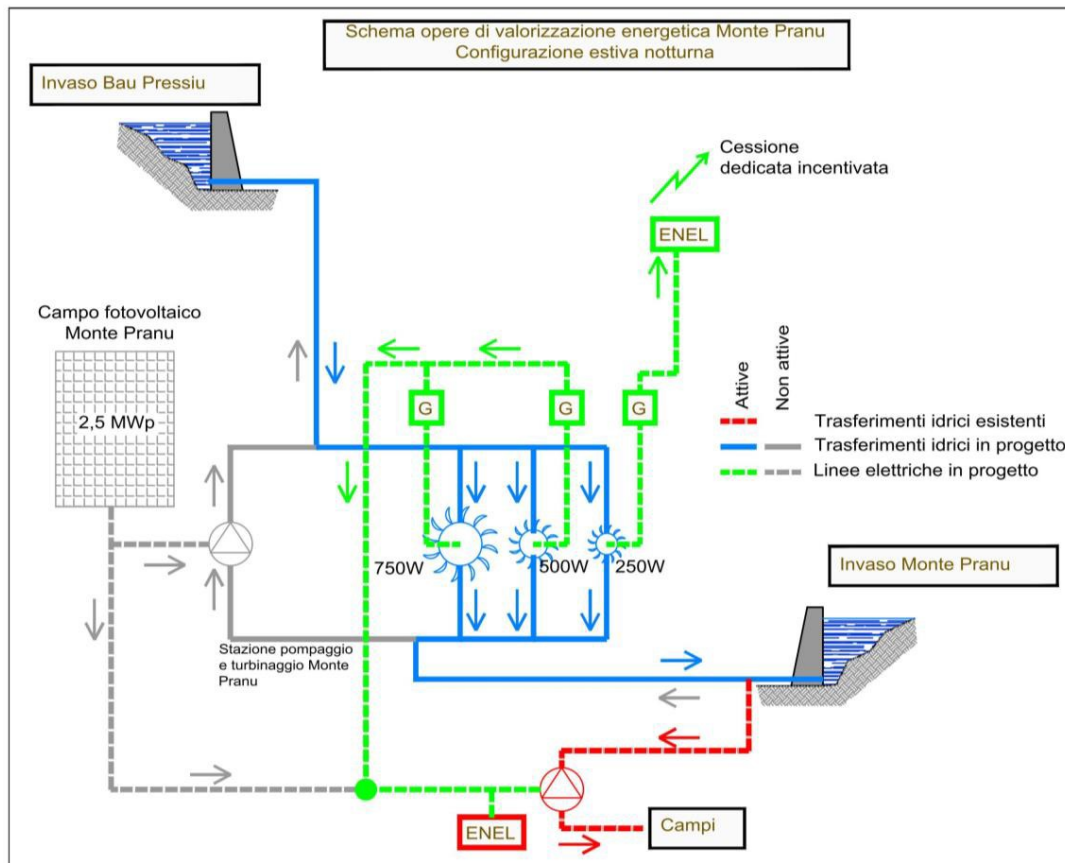 Schema opere di valorizzazione energetica Monte Pranu
Configurazione estiva notturna
Invaso Bau Pressiu
Cessione
dedicata incentivata
ENEL
Campo fotovoltaico
Monte Pranu
2,5 MWp
G
G
G
Attive
Non attive
Trasferimenti idrici esistenti
Trasferimenti idrici in progetto
Linee elettriche in progetto
750W
500W
250W
Invaso Monte Pranu
Stazione pompaggio
e turbinaggio Monte
Pranu
ENEL
Campi